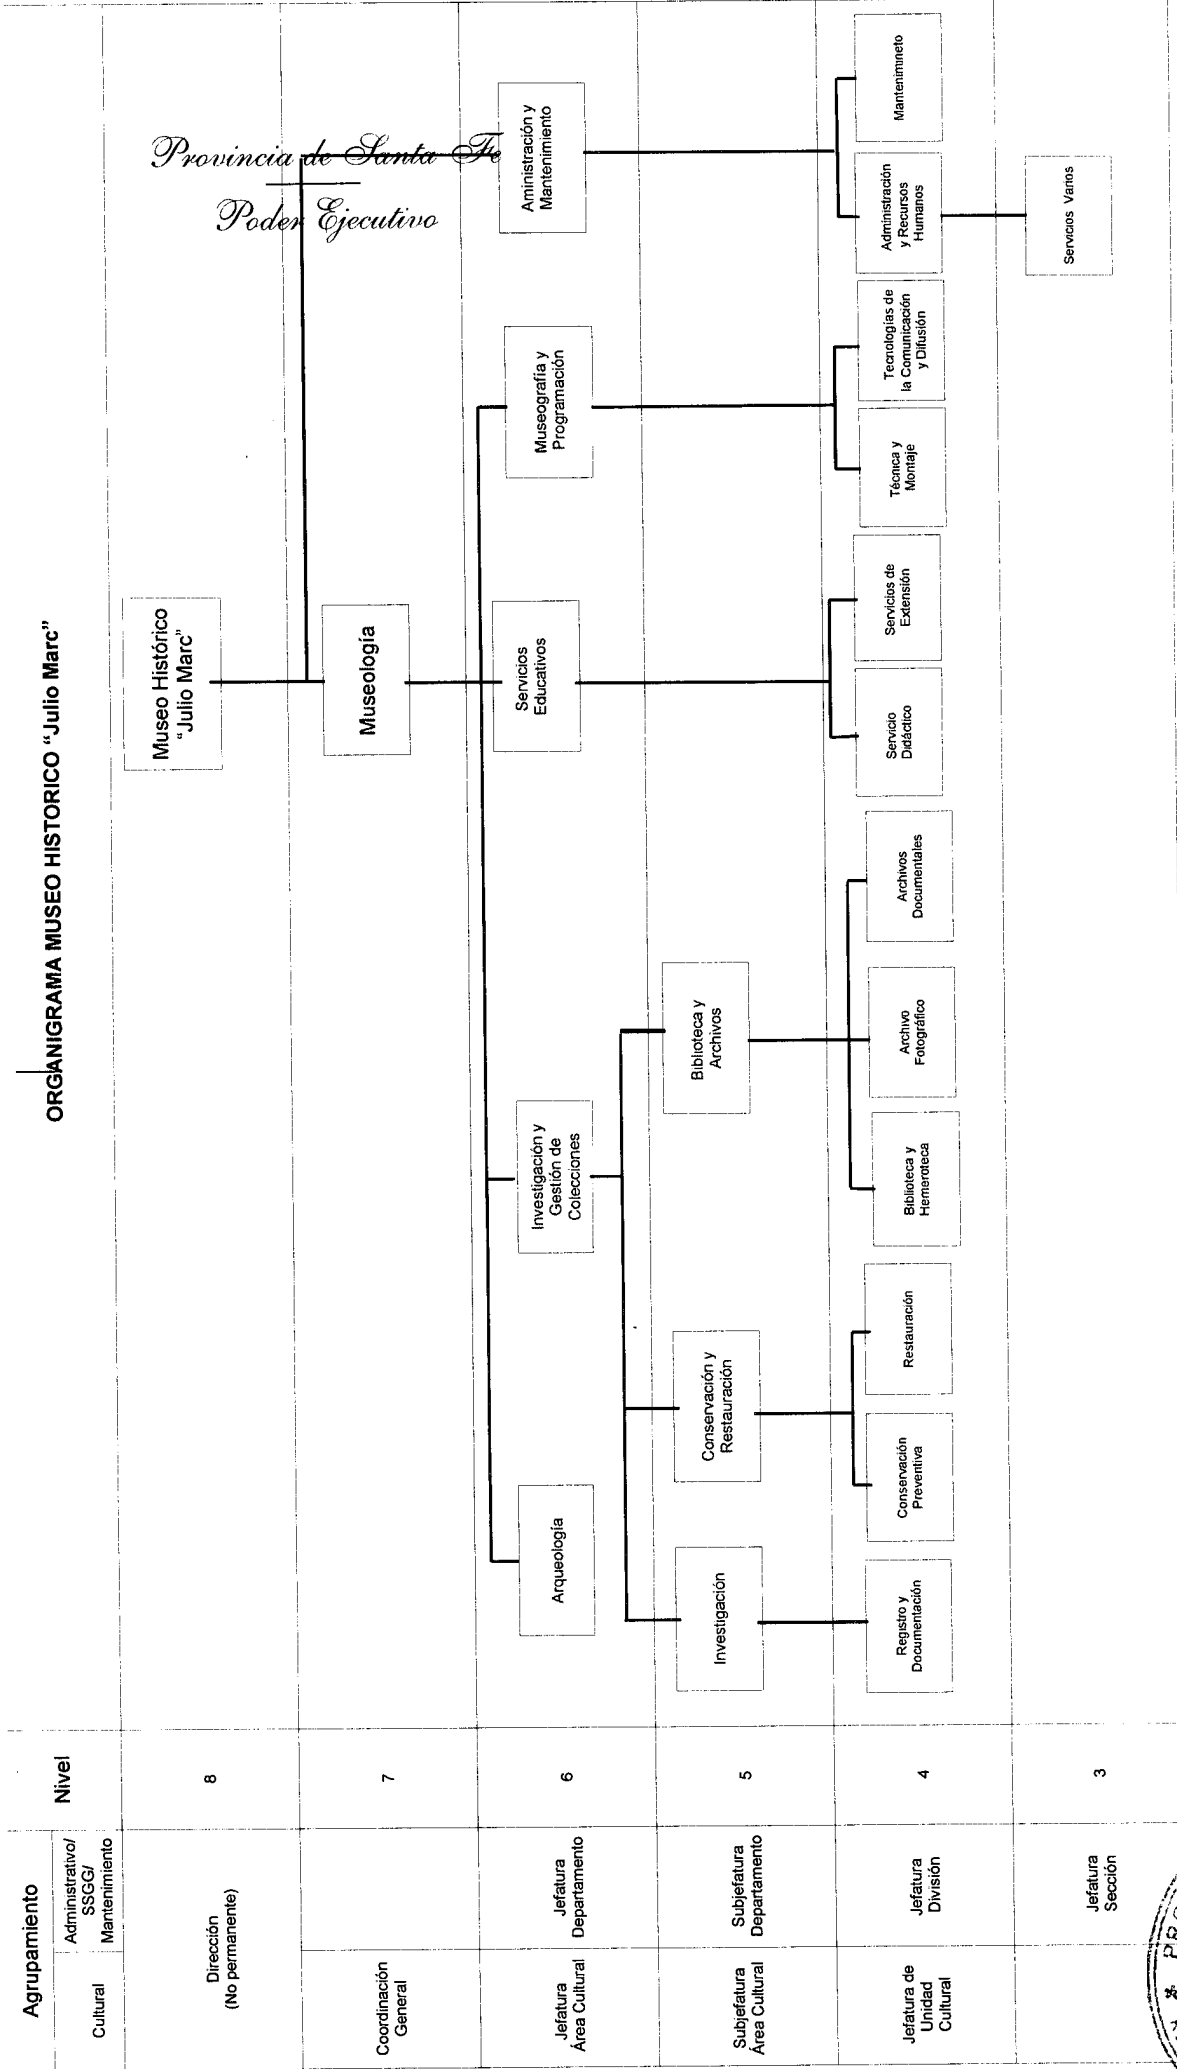 Provincia de Santa Fe
Poder Ejecutivo
ORGANIGRAMA MUSEO HISTORICO "Julio Marc"
Agrupamiento
Nivel
Cultural
Administrativo/
SSGG/
Mantenimiento
Dirección
(No permanente)
8
Museo Histórico
"Julio Marc"
Coordinación
General
7
Museología
Jefatura
Área Cultural
Jefatura
Departamento
6
Arqueología
Investigación y
Gestión de
Colecciones
Servicios
Educativos
Museografía y
Programación
Aministración y
Mantenimiento
Subjefatura
Área Cultural
Subjefatura
Departamento
5
Investigación
Conservación y
Restauración
Biblioteca y
Archivos
Jefatura de
Unidad
Cultural
Jefatura
División
4
Registro y
Documentación
Conservación
Preventiva
Restauración
Biblioteca y
Hemeroteca
Archivo
Fotográfico
Archivos
Documentales
Servicio
Didáctico
Servicios de
Extensión
Técnica y
Montaje
Tecnologías de
la Comunicación
y Difusión
Administración
y Recursos
Humanos
Mantenimuneto
Jefatura
Sección
3
Servicios Varios